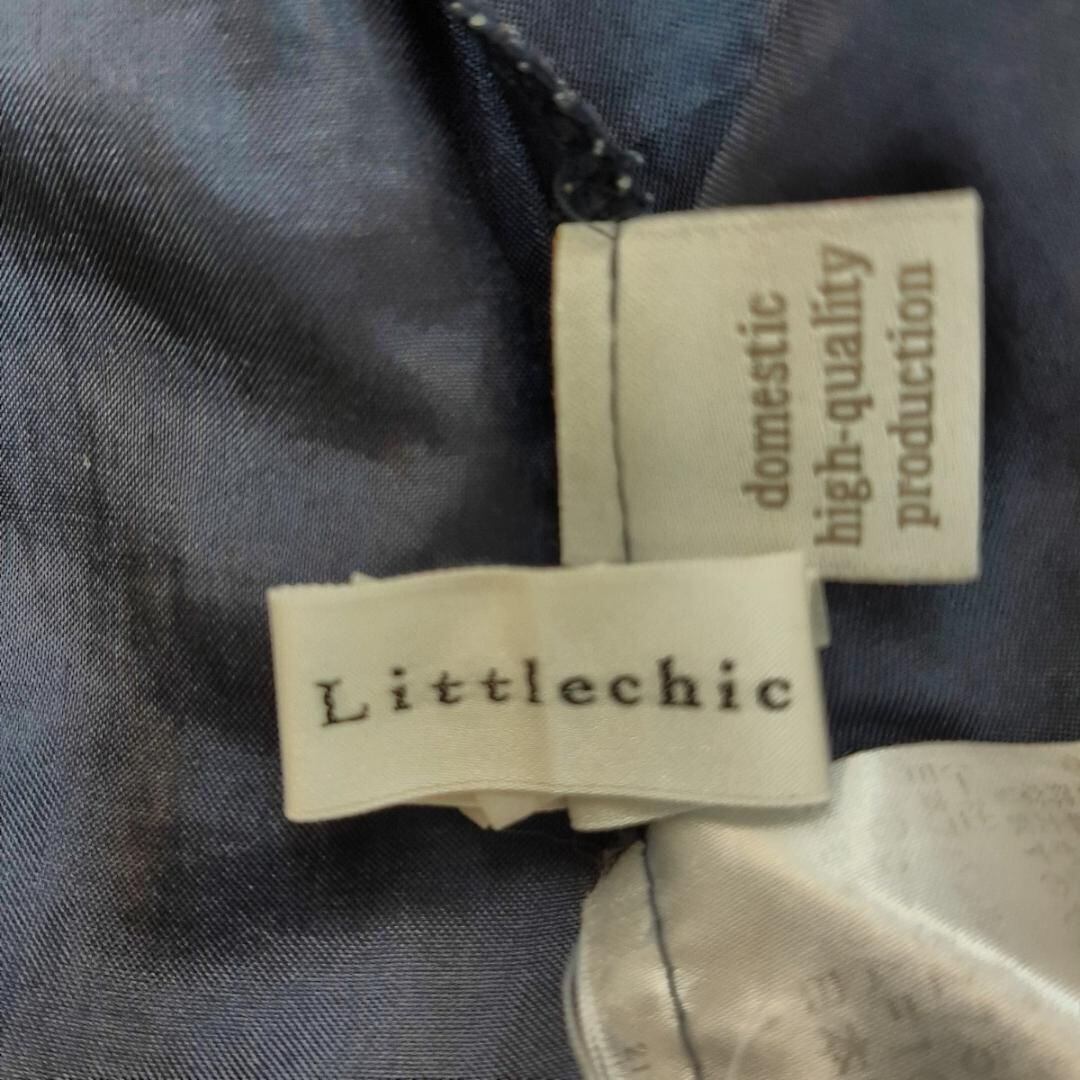 domestic
high-quality
production
Littlechic